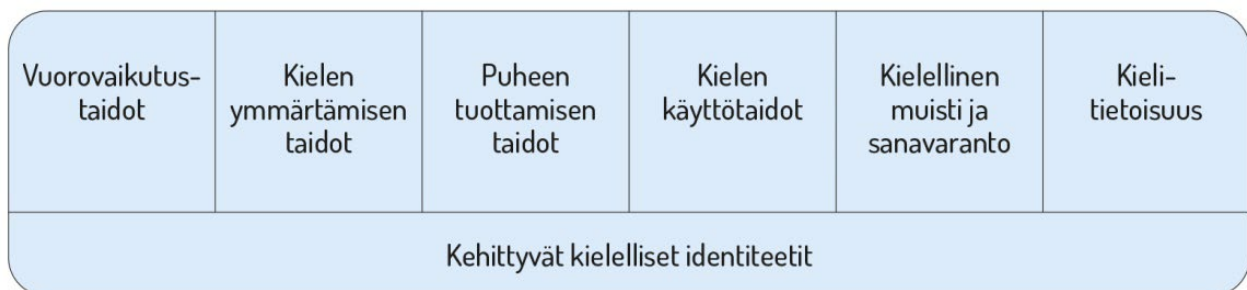 Vuorovaikutus-
taidot
Kielen
ymmärtämisen
taidot
Puheen
tuottamisen
taidot
Kielen
käyttötaidot
Kielellinen
muisti ja
sanavaranto
Kieli-
tietoisuus
Kehittyvät kielelliset identiteetit